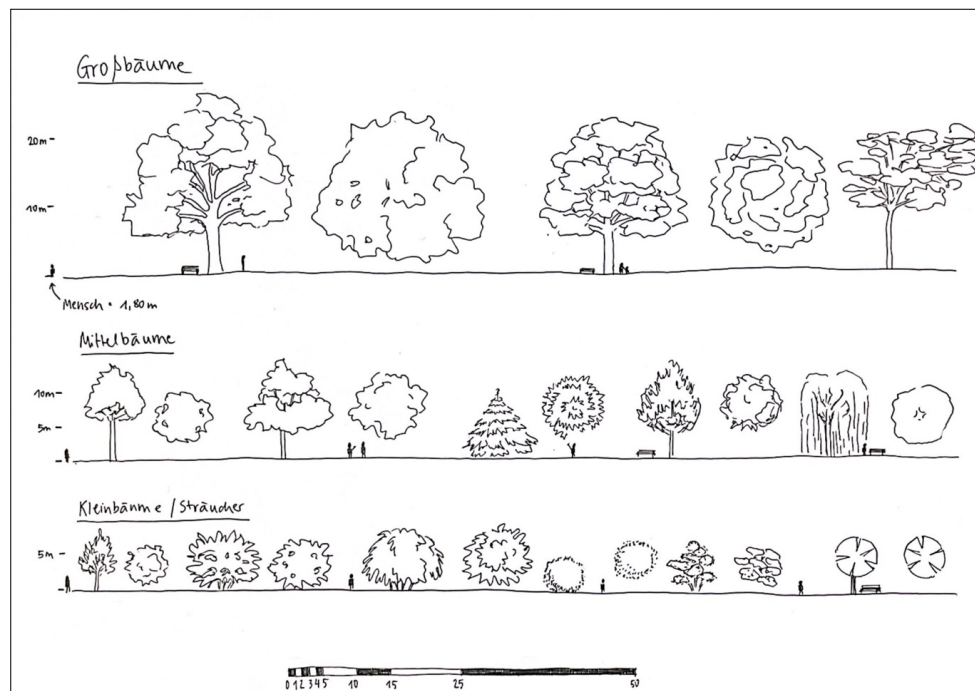 Großbäume
20m
10m
Mensch = 1,80m
Mittelbäume
10m
5m
Kleinbäume / Sträucher
5m
0 1 2 3 4 5 10 15 25 50